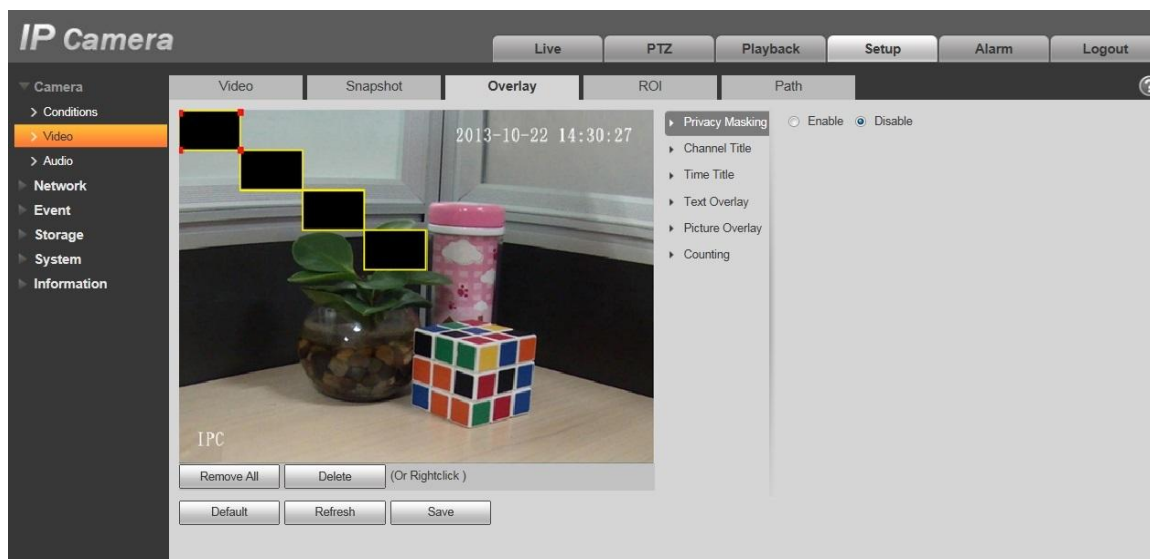 IP Camera
Live PTZ Playback Setup Alarm Logout
Camera
Conditions
Video
Audio
Network
Event
Storage
System
Information
Video Snapshot Overlay ROI Path
2013-10-22 14:30:27
IPC
Privacy Masking
Channel Title
Time Title
Text Overlay
Picture Overlay
Counting
Enable Disable
Remove All Delete (Or Rightclick )
Default Refresh Save